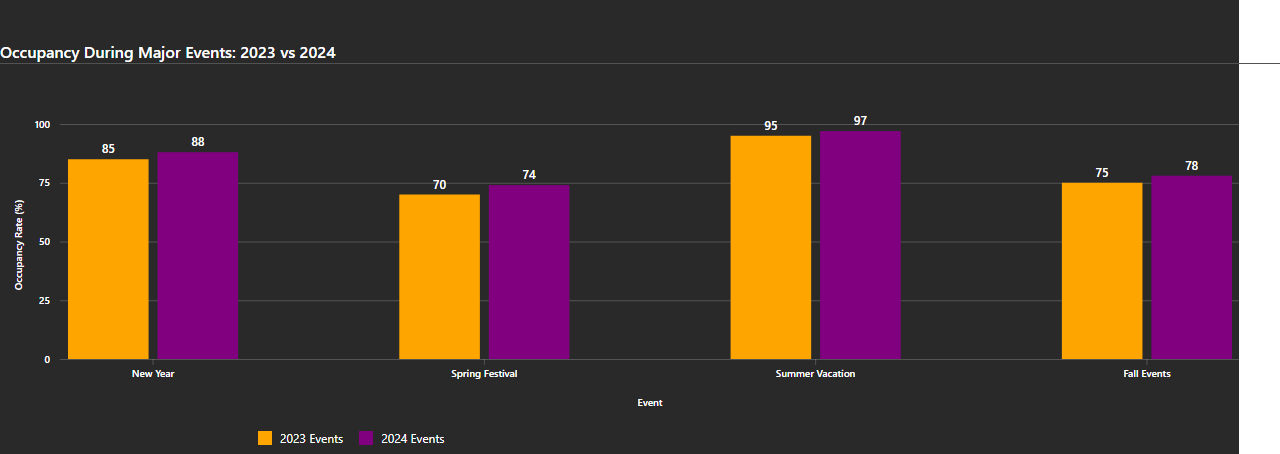 Occupancy During Major Events: 2023 vs 2024
100
75
50
25
0
Occupancy Rate (%)
85
88
70
74
95
97
75
78
New Year
Spring Festival
Summer Vacation
Fall Events
Event
2023 Events
2024 Events